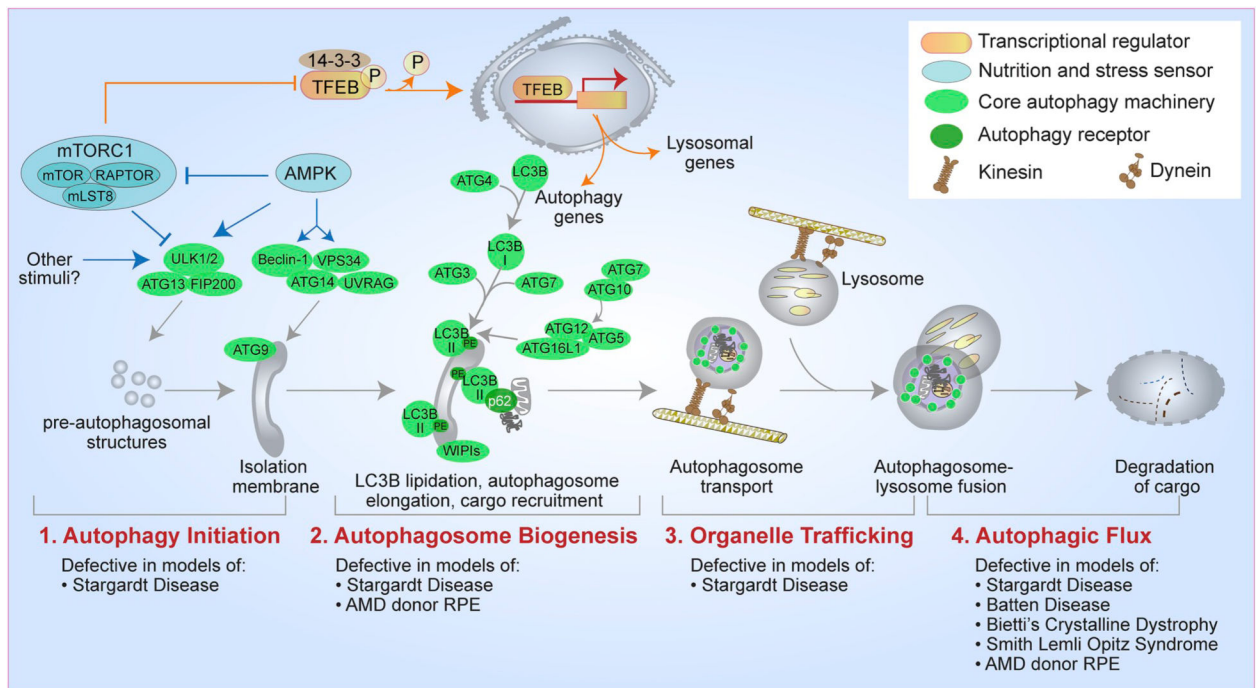 14-3-3
TFEB
P
P
TFEB
Transcriptional regulator
Nutrition and stress sensor
Core autophagy machinery
Autophagy receptor
Kinesin
Dynein
mTORC1
mTOR
RAPTOR
mLST8
AMPK
Lysosomal
genes
Autophagy
genes
ATG4
LC3B
Other
stimuli?
ULK1/2
ATG13
FIP200
Beclin-1
VPS34
ATG14
UVRAG
LC3B
I
ATG3
ATG7
ATG7
ATG10
ATG12
ATG5
ATG16L1
Lysosome
ATG9
LC3B
II
PE
PE
LC3B
II
p62
LC3B
II
PE
WIPIs
pre-autophagosomal
structures
Isolation
membrane
LC3B lipidation, autophagosome
elongation, cargo recruitment
Autophagosome
transport
Autophagosome-
lysosome fusion
Degradation
of cargo
1. Autophagy Initiation
Defective in models of:
• Stargardt Disease
2. Autophagosome Biogenesis
Defective in models of:
• Stargardt Disease
• AMD donor RPE
3. Organelle Trafficking
Defective in models of:
• Stargardt Disease
4. Autophagic Flux
Defective in models of:
• Stargardt Disease
• Batten Disease
• Bietti's Crystalline Dystrophy
• Smith Lemli Opitz Syndrome
• AMD donor RPE